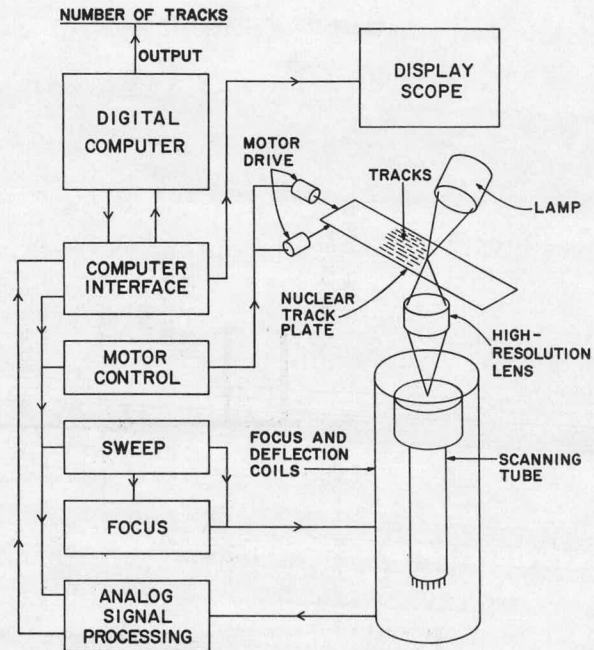 NUMBER OF TRACKS
OUTPUT
DIGITAL
COMPUTER
DISPLAY
SCOPE
MOTOR
DRIVE
TRACKS
LAMP
COMPUTER
INTERFACE
NUCLEAR
TRACK
PLATE
HIGH-
RESOLUTION
LENS
MOTOR
CONTROL
SWEEP
FOCUS AND
DEFLECTION
COILS
SCANNING
TUBE
FOCUS
ANALOG
SIGNAL
PROCESSING